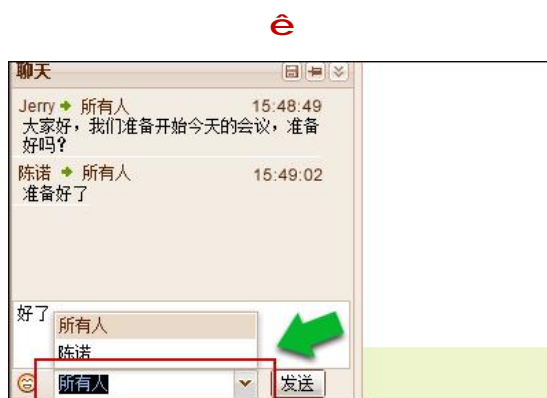 ê
聊天
Jerry 所有人 15:48:49
大家好，我们准备开始今天的会议，准备
好吗？
陈诺 所有人 15:49:02
准备好了
好了
所有人
陈诺
所有人 发送